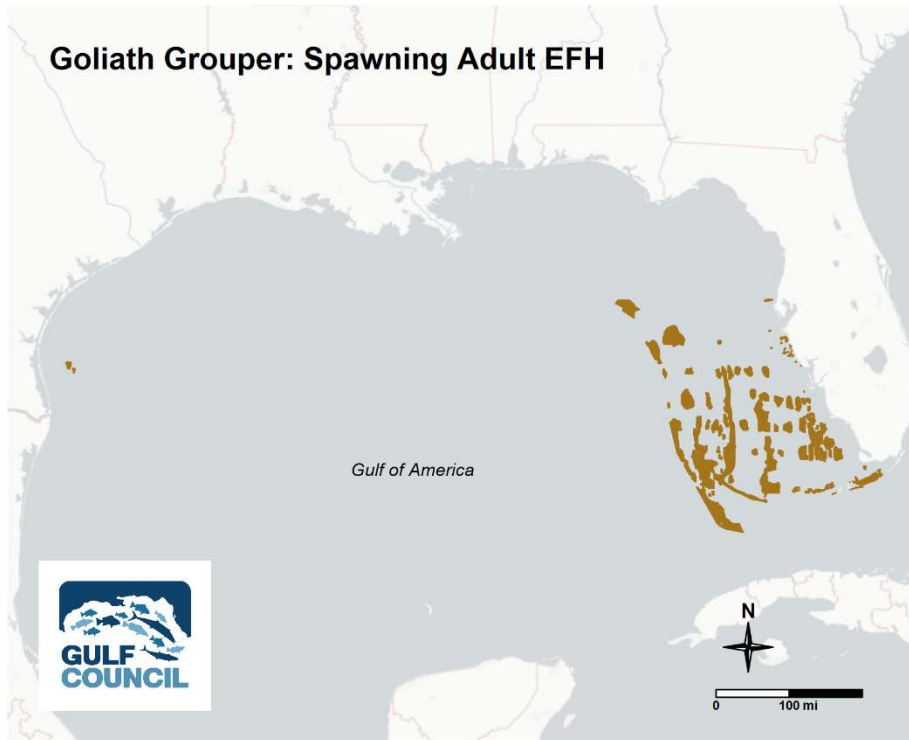 Goliath Grouper: Spawning Adult EFH
Gulf of America
GULF
COUNCIL
N
0 100 mi